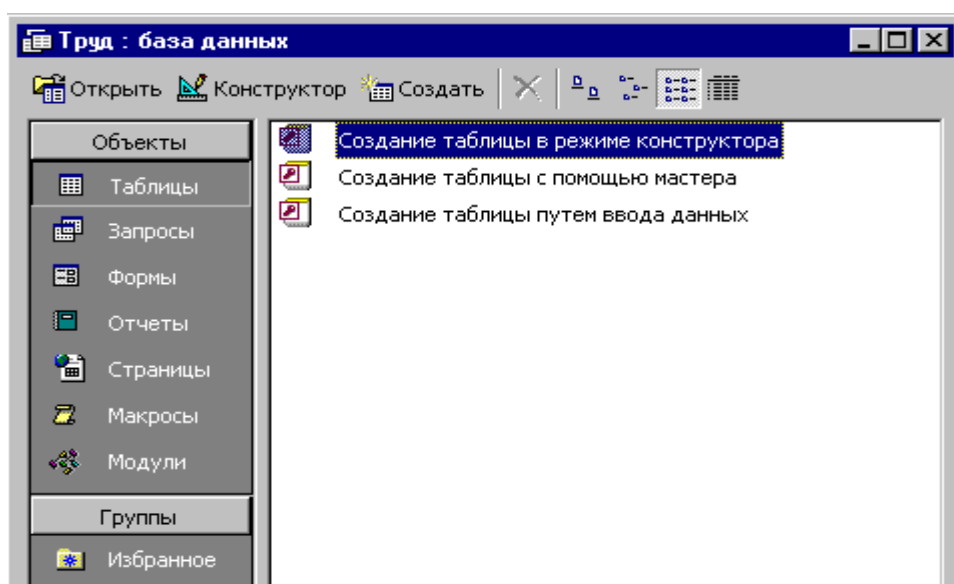 Труд : база данных
Открыть Конструктор Создать
Объекты
Таблицы
Запросы
Формы
Отчеты
Страницы
Макросы
Модули
Группы
Избранное
Создание таблицы в режиме конструктора
Создание таблицы с помощью мастера
Создание таблицы путем ввода данных